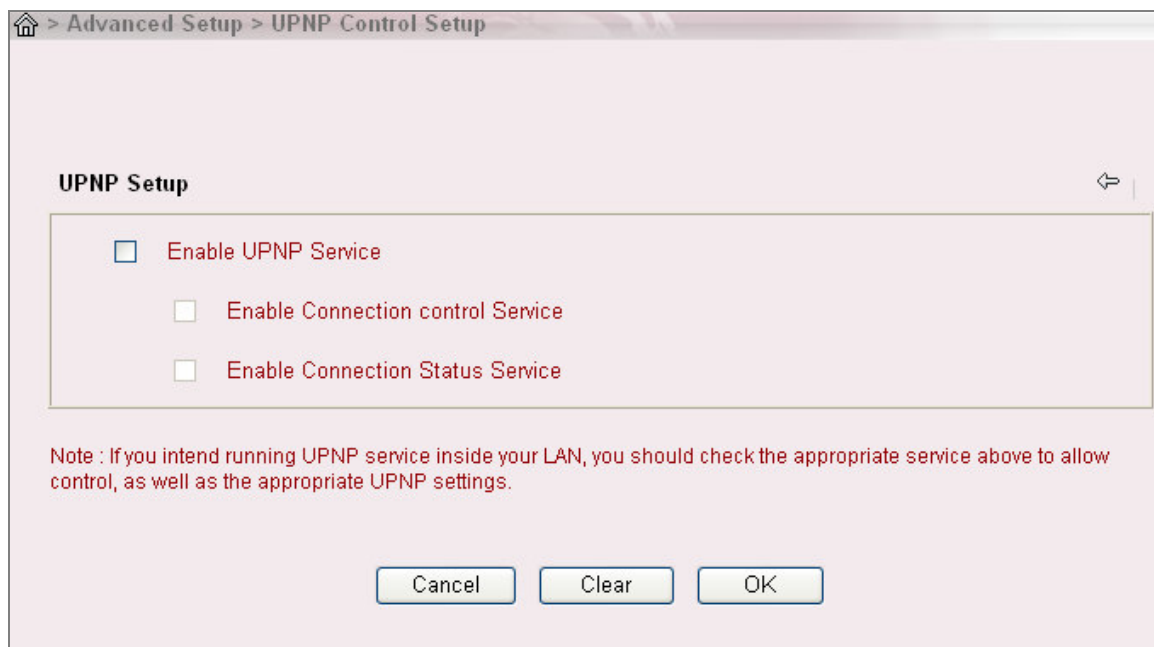 > Advanced Setup > UPNP Control Setup
UPNP Setup
Enable UPNP Service
Enable Connection control Service
Enable Connection Status Service
Note : If you intend running UPNP service inside your LAN, you should check the appropriate service above to allow
control, as well as the appropriate UPNP settings.
Cancel Clear OK